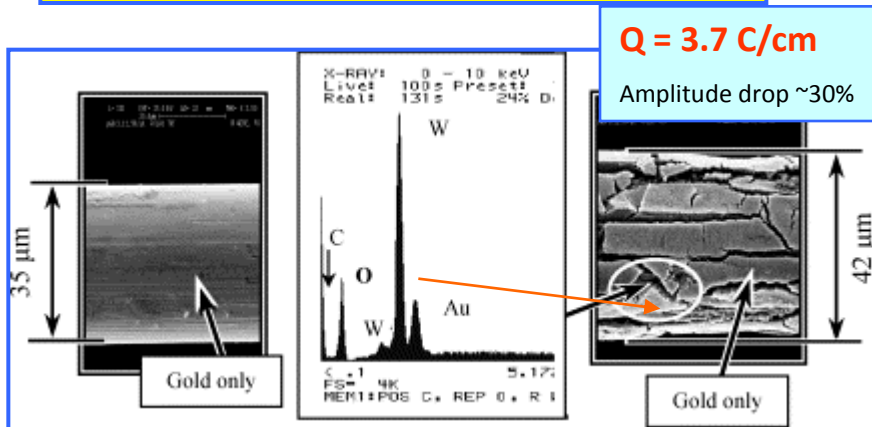 Q = 3.7 C/cm
Amplitude drop ~30%
X-RAY: 0 - 10 keV
Live: 100s Preset:
Real: 131s 24% D
W
C
O
W
Au
5.17
FS= 4K
MEM1:POS C. REP 0. R
35 µm
Gold only
42 µm
Gold only